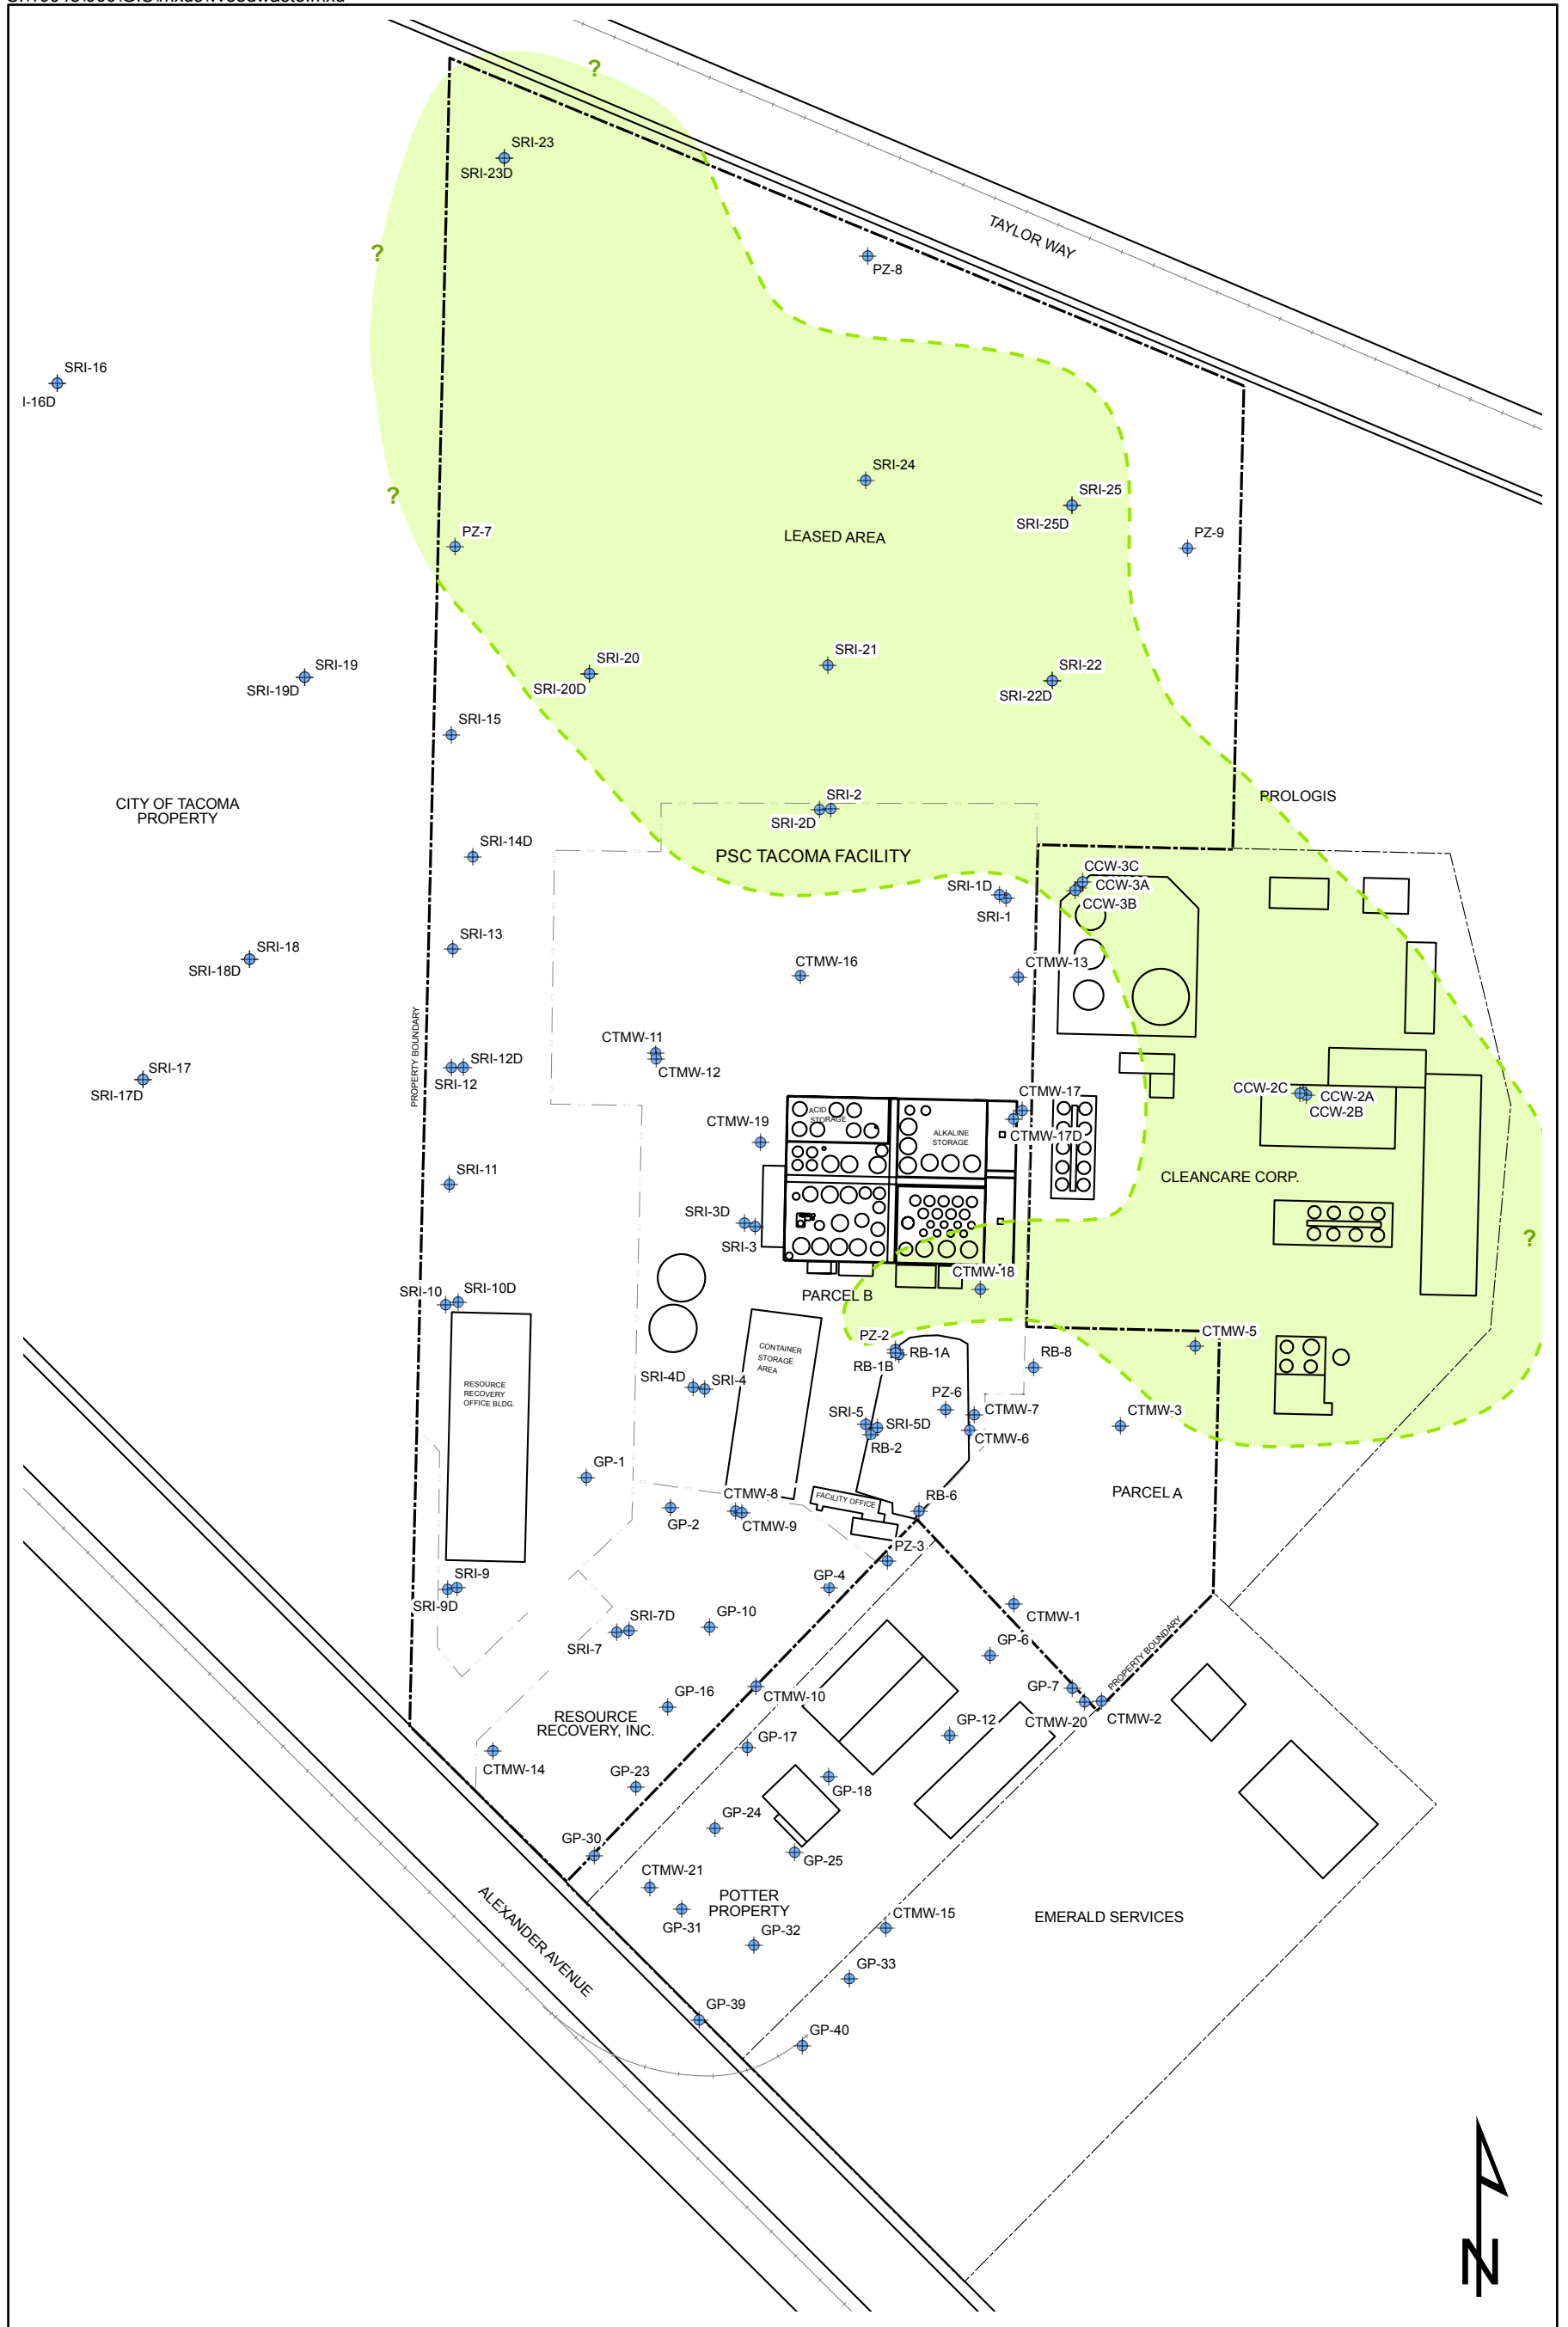 ?
SRI-23
SRI-23D
TAYLOR WAY
?
PZ-8
SRI-16
I-16D
SRI-24
SRI-25
?
SRI-25D
LEASED AREA
PZ-7
PZ-9
SRI-19
SRI-20
SRI-21
SRI-22
SRI-19D
SRI-20D
SRI-22D
SRI-15
CITY OF TACOMA
PROPERTY
SRI-2
SRI-2D
PROLOGIS
SRI-14D
PSC TACOMA FACILITY
CCW-3C
CCW-3A
CCW-3B
SRI-1D
SRI-1
SRI-13
SRI-18
SRI-18D
CTMW-16
CTMW-13
PROPERTY BOUNDARY
CTMW-11
CTMW-12
SRI-12D
SRI-12
SRI-17
SRI-17D
CCW-2C
CCW-2A
CCW-2B
CTMW-17
CTMW-17D
ACID
STORAGE
ALKALINE
STORAGE
CTMW-19
SRI-11
CLEANCARE CORP.
SRI-3D
SRI-3
?
CTMW-18
PARCEL B
SRI-10
SRI-10D
PZ-2
RB-1A
RB-1B
CTMW-5
RB-8
CONTAINER
STORAGE
AREA
SRI-4D
SRI-4
RESOURCE
RECOVERY
OFFICE BLDG.
PZ-6
CTMW-7
CTMW-6
SRI-5
SRI-5D
RB-2
CTMW-3
GP-1
PARCEL A
FACILITY OFFICE
RB-6
GP-2
CTMW-8
CTMW-9
PZ-3
SRI-9
SRI-9D
GP-4
CTMW-1
GP-10
SRI-7D
SRI-7
GP-6
PROPERTY BOUNDARY
GP-7
CTMW-20
CTMW-2
CTMW-10
GP-16
RESOURCE
RECOVERY, INC.
GP-12
GP-17
CTMW-14
GP-18
GP-23
GP-24
GP-30
GP-25
CTMW-21
POTTER
PROPERTY
GP-31
EMERALD SERVICES
CTMW-15
GP-32
ALEXANDER AVENUE
GP-33
GP-39
GP-40
N